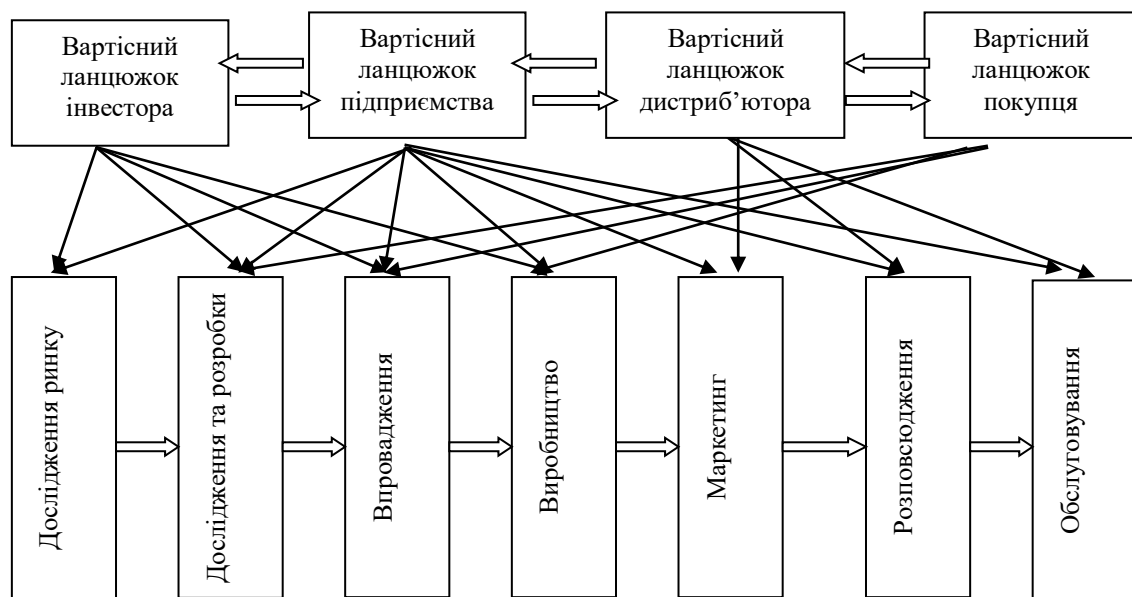 Вартісний
ланцюжок
інвестора
Вартісний
ланцюжок
підприємства
Вартісний
ланцюжок
дистриб’ютора
Вартісний
ланцюжок
покупця
Дослідження ринку
Дослідження та розробки
Впровадження
Виробництво
Маркетинг
Розповсюдження
Обслуговування